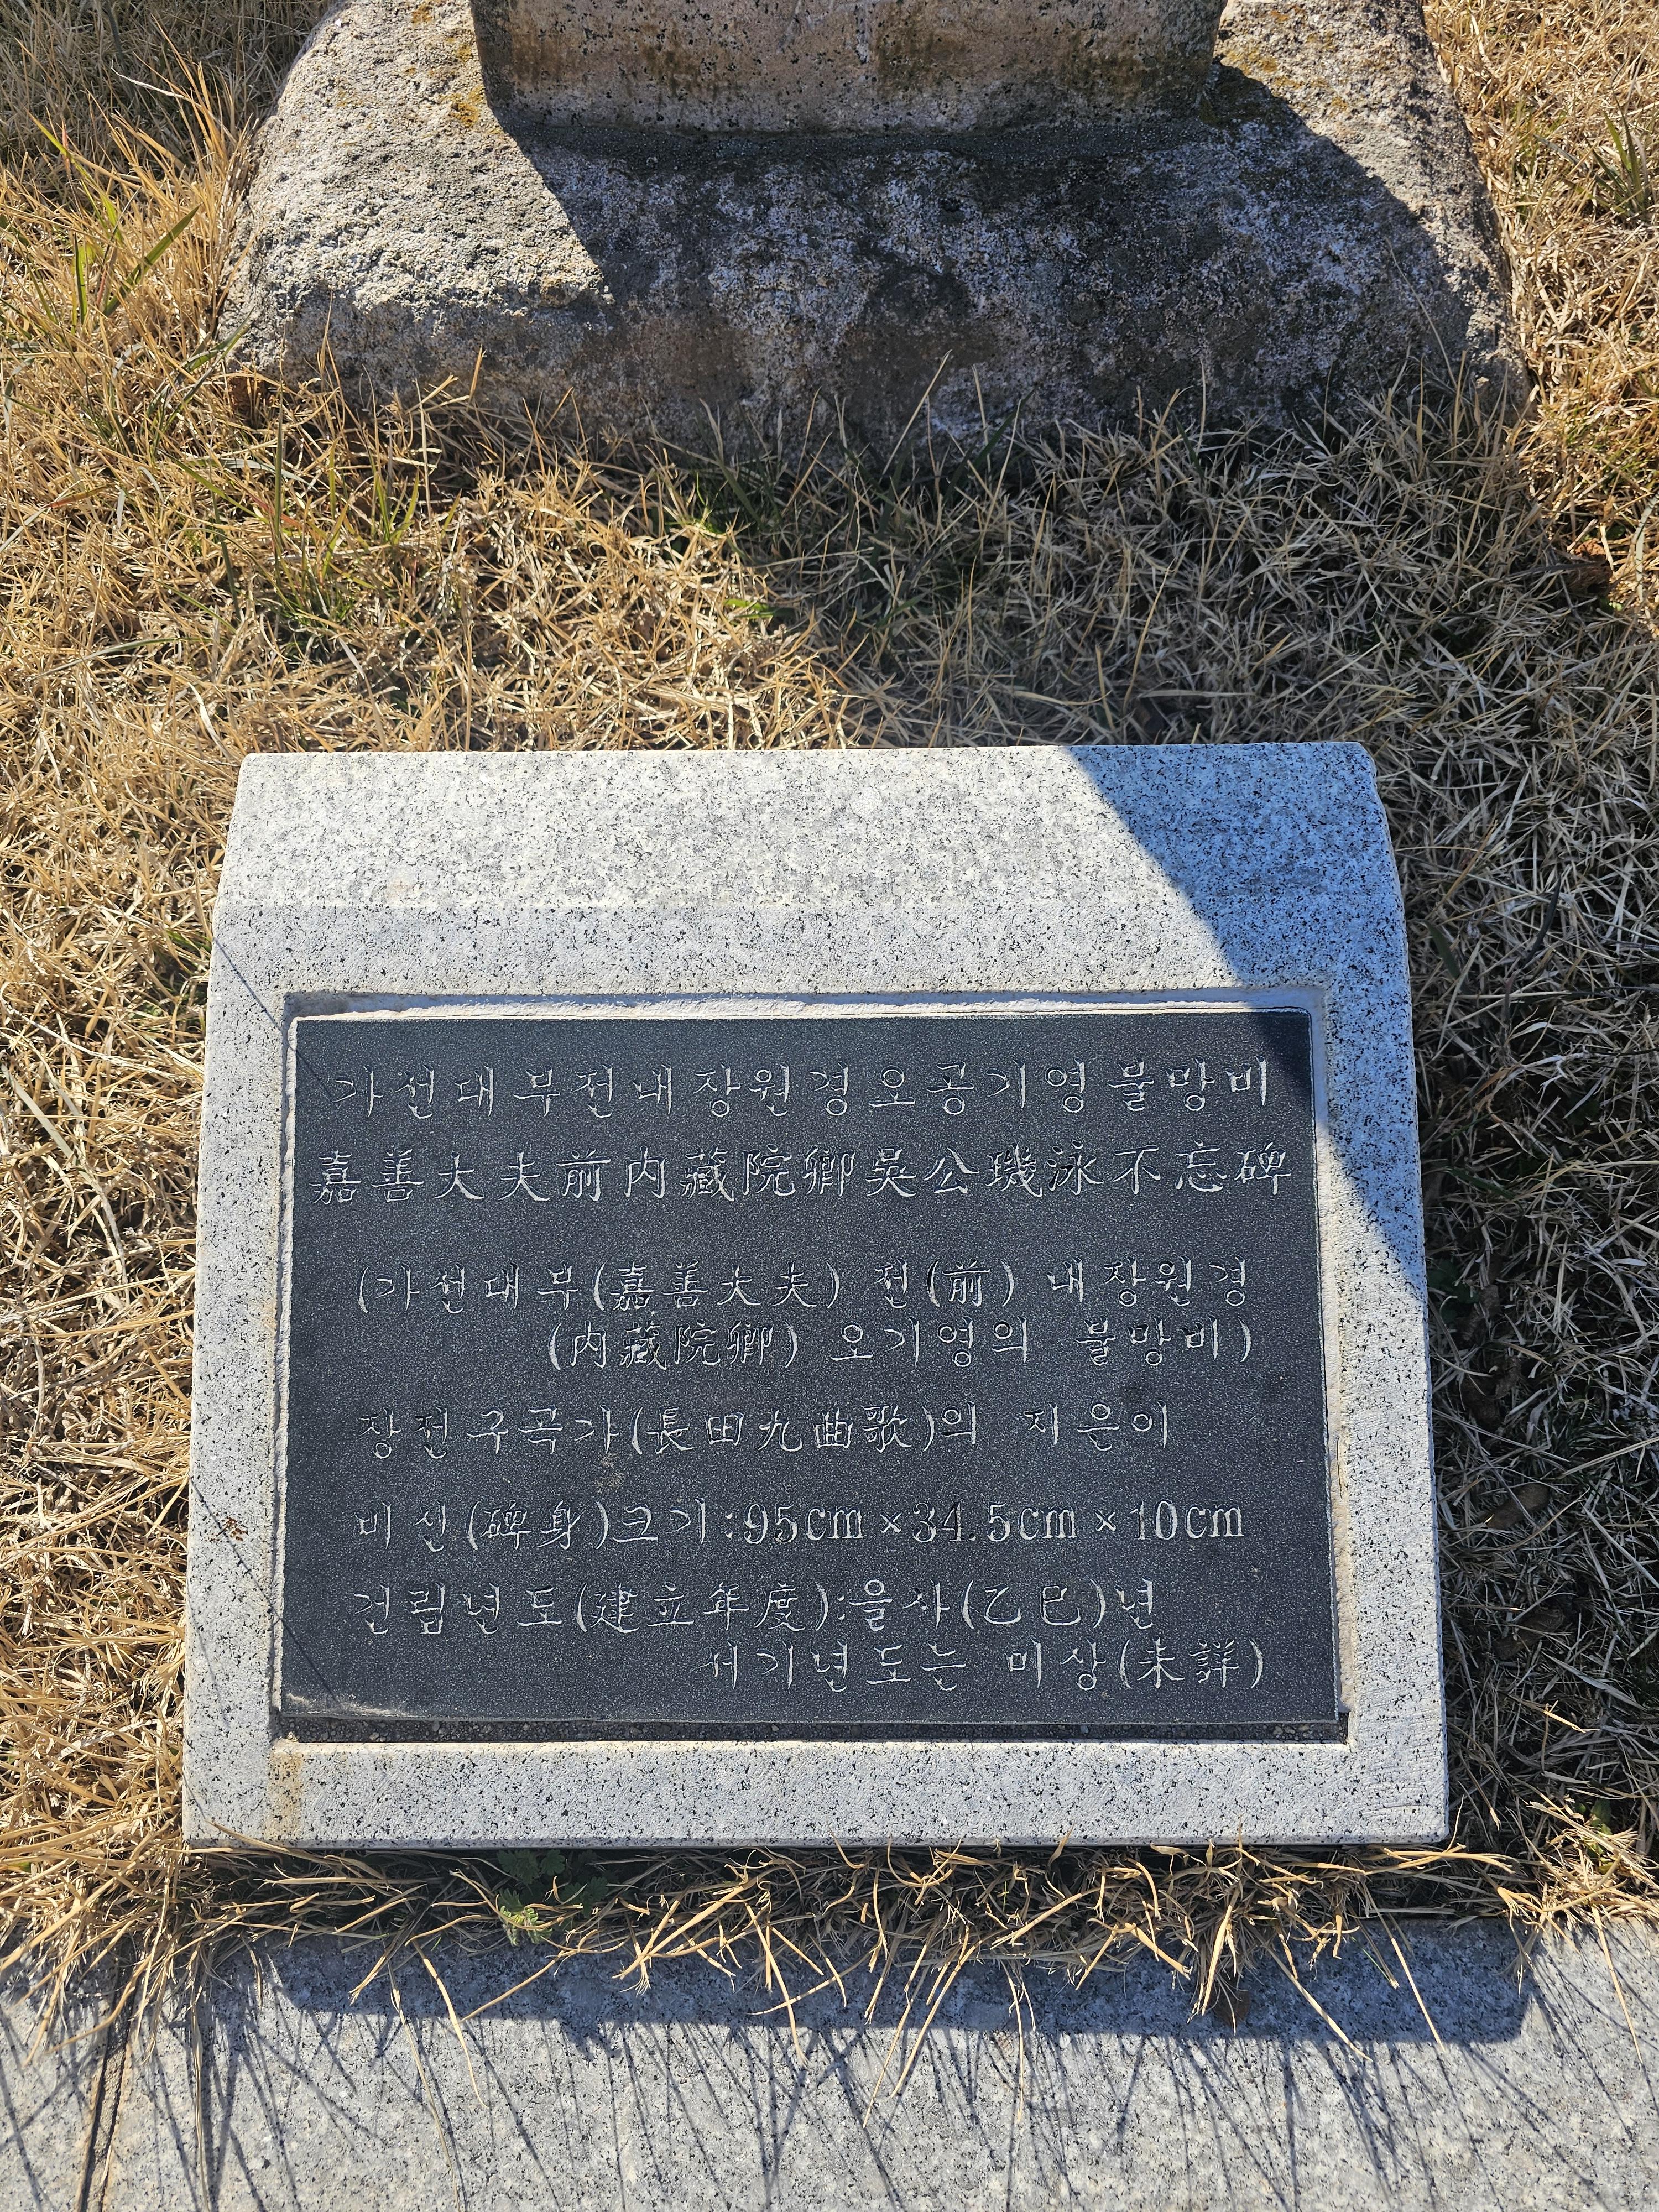 가선대부전내장원경오공기영불망비
嘉善大夫前內藏院卿吳公璣泳不忘碑
(가선대부(嘉善大夫) 전(前) 내장원경
(內藏院卿) 오기영의 불망비)
장전구곡가(長田九曲歌)의 지은이
비신(碑身)크기:95cm×34.5cm×10cm
건립년도(建立年度):을사(乙巳)년
서기년도는 미상(未詳)